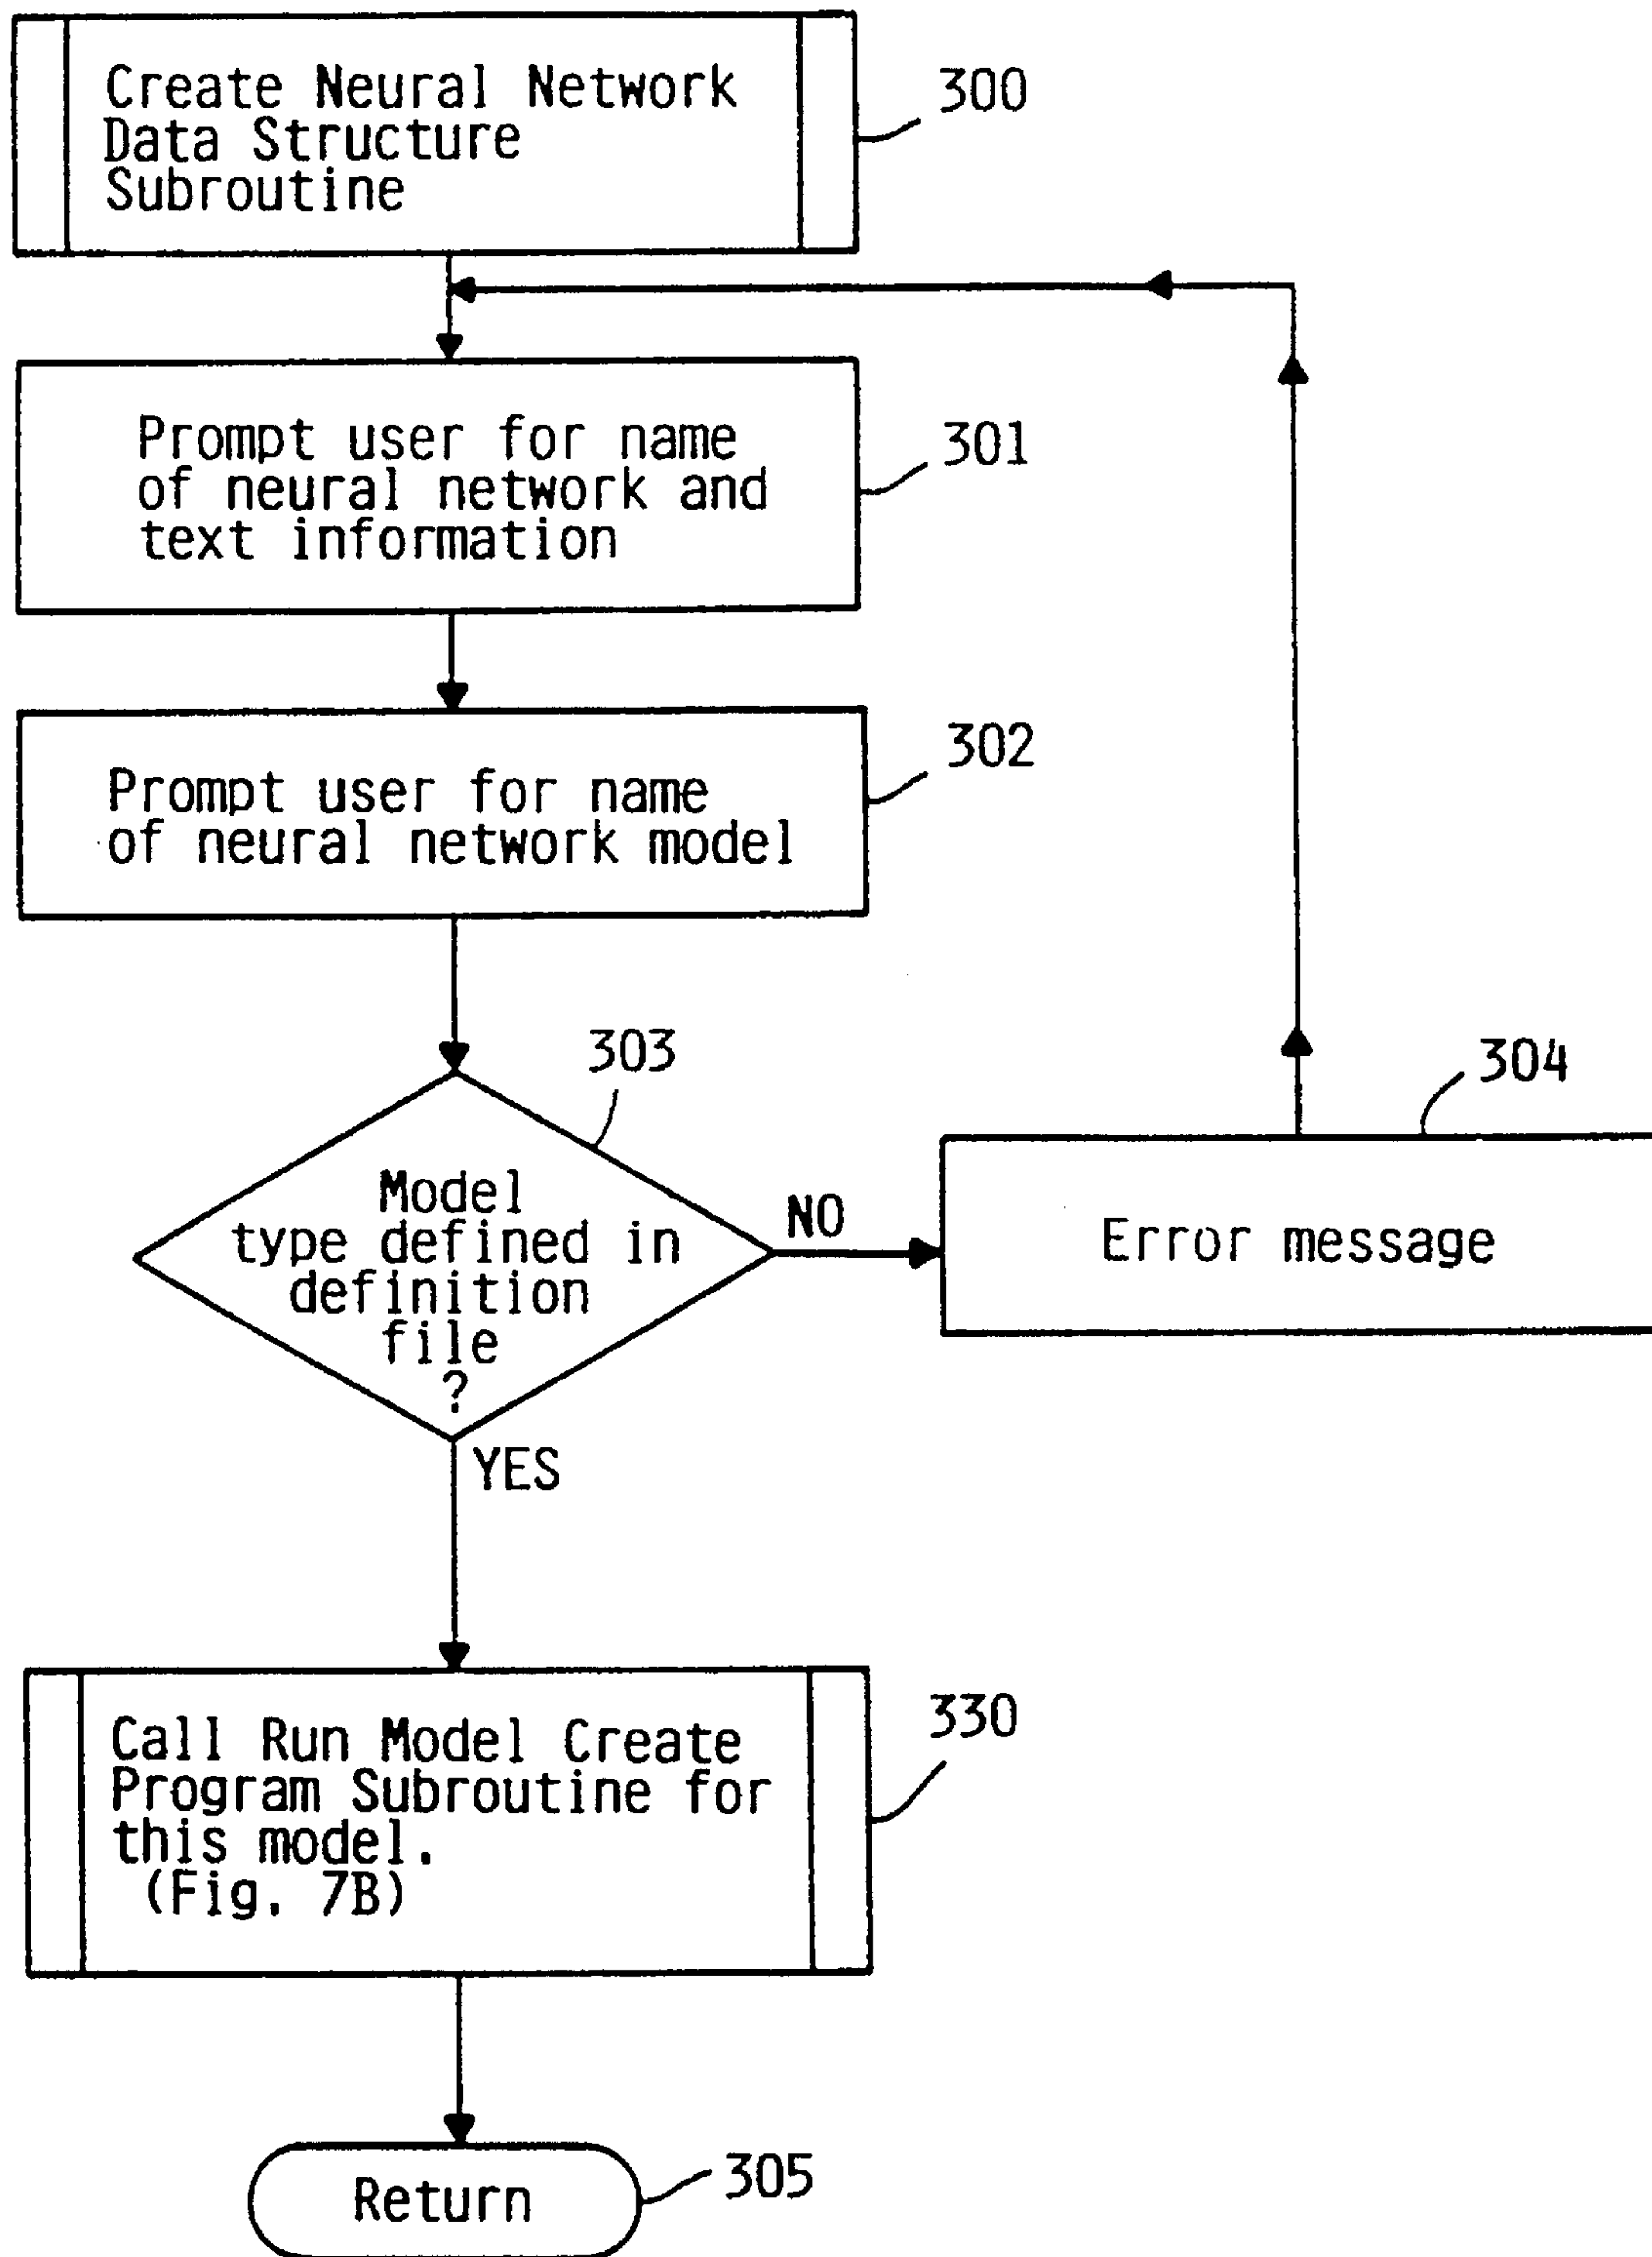 Create Neural Network
Data Structure
Subroutine
300
Prompt user for name
of neural network and
text information
301
Prompt user for name
of neural network model
302
303
Model
type defined in
definition
file
?
NO
304
Error message
YES
Call Run Model Create
Program Subroutine for
this model.
(Fig. 7B)
330
Return
305